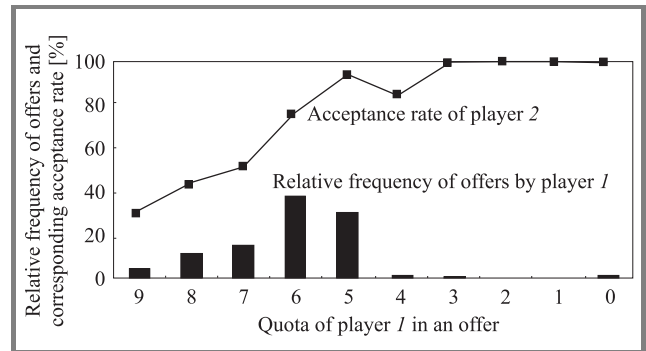 Relative frequency of offers and
corresponding acceptance rate [%]
100
80
60
40
20
0
Acceptance rate of player 2
Relative frequency of offers by player 1
9 8 7 6 5 4 3 2 1 0
Quota of player 1 in an offer